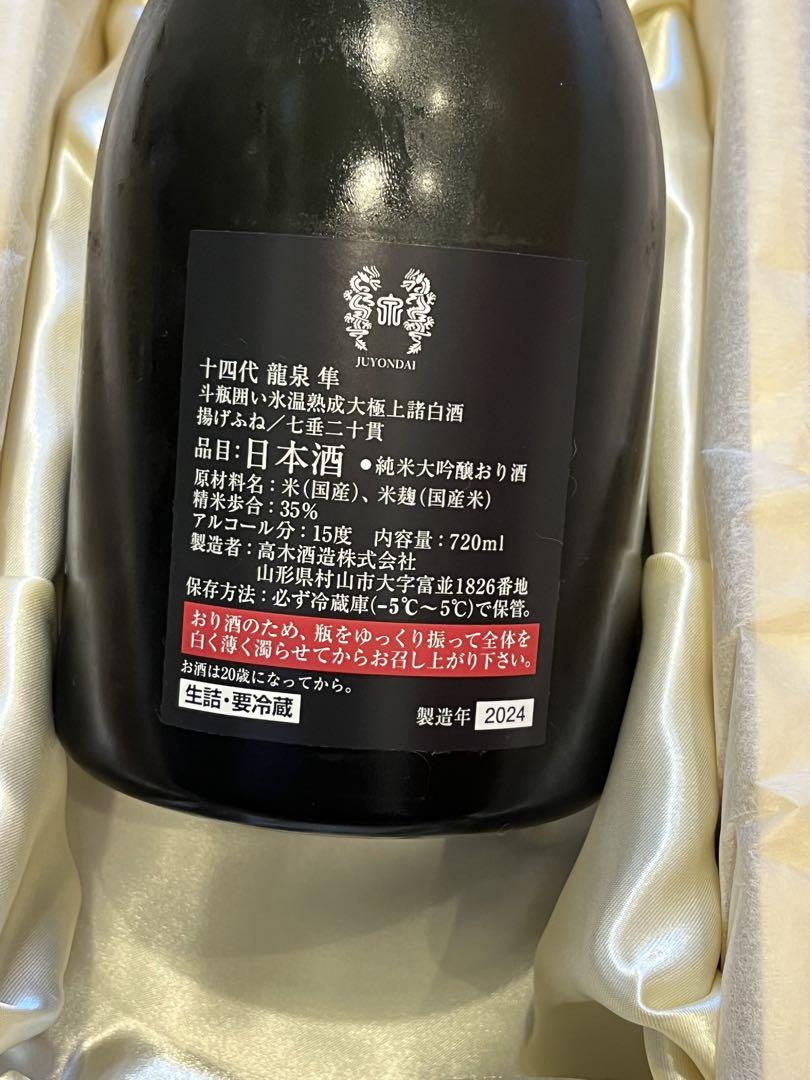 JUYONDAI
十四代 龍泉 隼
斗瓶囲い氷温熟成大極上諸白酒
揚げふね/七垂二十貫
品目:日本酒 ●純米大吟醸おり酒
原材料名:米(国産)、米麹(国産米)
精米歩合:35%
アルコール分:15度 内容量:720ml
製造者:高木酒造株式会社
山形県村山市大字富並1826番地
保存方法:必ず冷蔵庫(-5℃〜5℃)で保管。
おり酒のため、瓶をゆっくり振って全体を
白く薄く濁らせてからお召し上がり下さい。
お酒は20歳になってから。
生詰・要冷蔵
製造年 2024